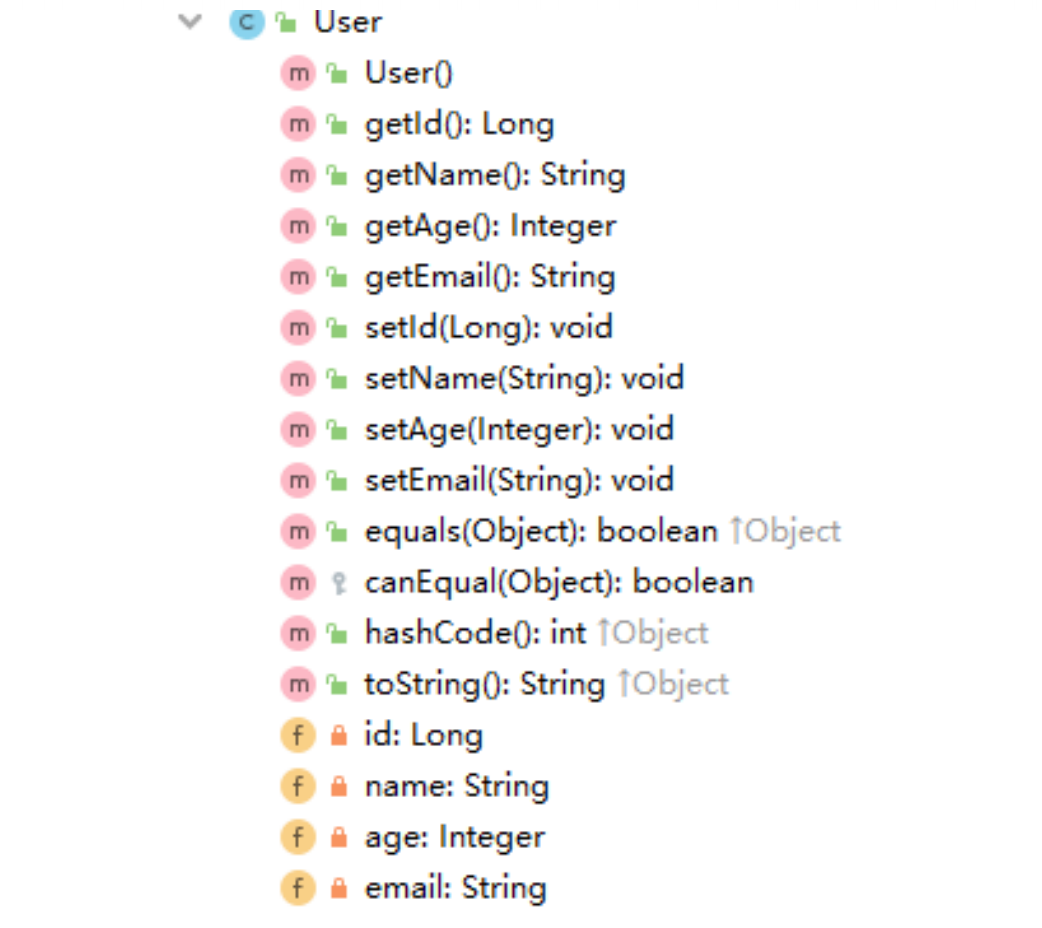 C User
m User()
m getId(): Long
m getName(): String
m getAge(): Integer
m getEmail(): String
m setId(Long): void
m setName(String): void
m setAge(Integer): void
m setEmail(String): void
m equals(Object): boolean ↑Object
m canEqual(Object): boolean
m hashCode(): int ↑Object
m toString(): String ↑Object
f id: Long
f name: String
f age: Integer
f email: String